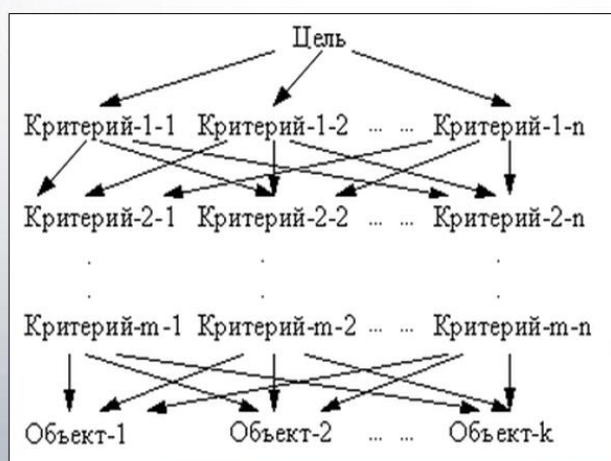 Цель
Критерий-1-1 Критерий-1-2 ... ... Критерий-1-n
Критерий-2-1 Критерий-2-2 ... ... Критерий-2-n
. . .
. . .
Критерий-m-1 Критерий-m-2 ... ... Критерий-m-n
Объект-1 Объект-2 ... ... Объект-k